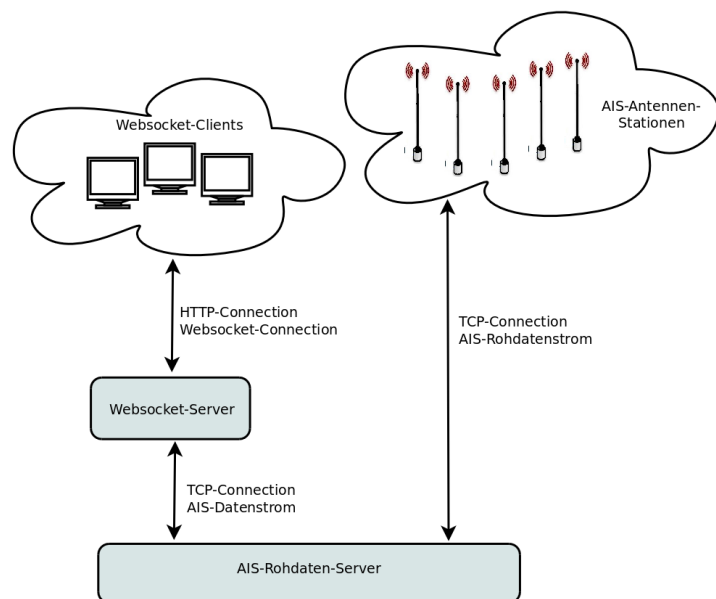 Websocket-Clients
AIS-Antennen-
Stationen
HTTP-Connection
Websocket-Connection
TCP-Connection
AIS-Rohdatenstrom
Websocket-Server
TCP-Connection
AIS-Datenstrom
AIS-Rohdaten-Server